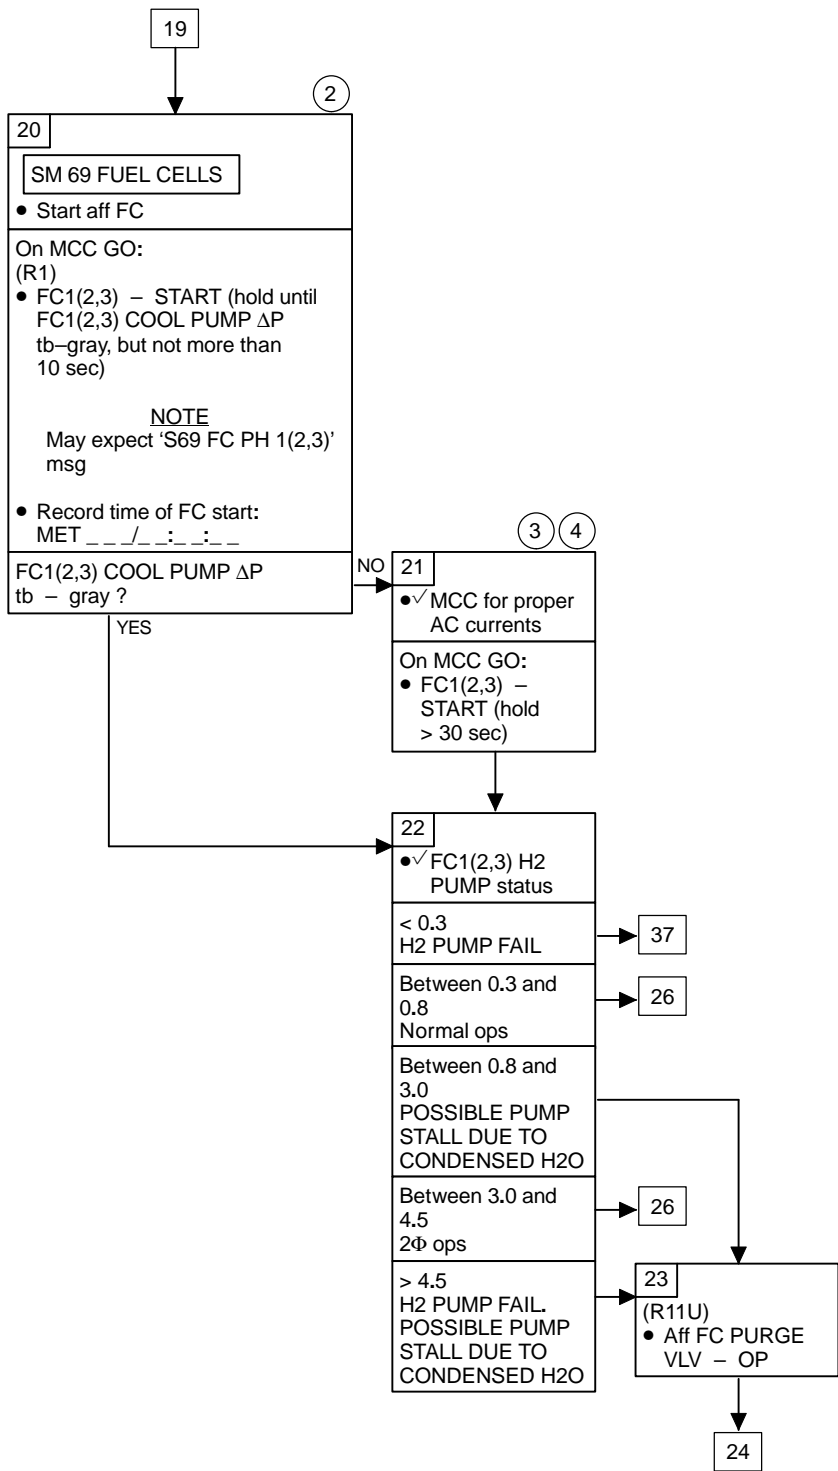 19
2
20
SM 69 FUEL CELLS
● Start aff FC
On MCC GO:
(R1)
● FC1(2,3) – START (hold until
FC1(2,3) COOL PUMP ΔP
tb–gray, but not more than
10 sec)
NOTE
May expect ‘S69 FC PH 1(2,3)’
msg
● Record time of FC start:
MET _ _ _/_ _:_ _:_ _
FC1(2,3) COOL PUMP ΔP
tb – gray ?
NO
YES
3 4
21
●√ MCC for proper
AC currents
On MCC GO:
● FC1(2,3) –
START (hold
> 30 sec)
22
●√ FC1(2,3) H2
PUMP status
< 0.3
H2 PUMP FAIL
37
Between 0.3 and
0.8
Normal ops
26
Between 0.8 and
3.0
POSSIBLE PUMP
STALL DUE TO
CONDENSED H2O
Between 3.0 and
4.5
2Φ ops
26
> 4.5
H2 PUMP FAIL.
POSSIBLE PUMP
STALL DUE TO
CONDENSED H2O
23
(R11U)
● Aff FC PURGE
VLV – OP
24